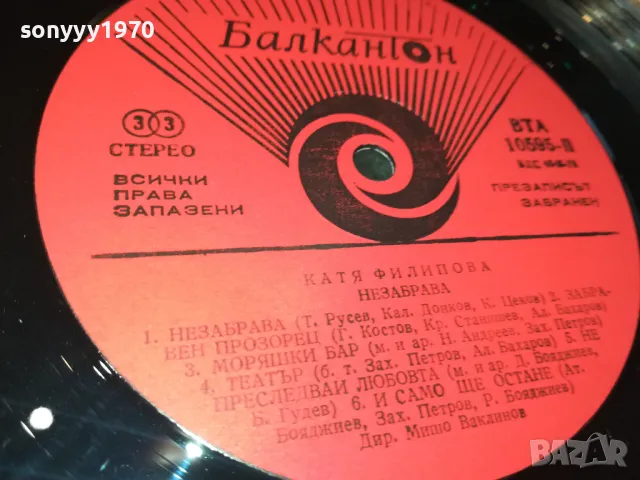 sonyyy1970
Балкантон
33
СТЕРЕО
ВСИЧКИ
ПРАВА
ЗАПАЗЕНИ
ВТА
10595-II
ПРЕЗАПИСЪТ
ЗАБРАНЕН
КАТЯ ФИЛИПОВА
НЕЗАБРАВА
1. НЕЗАБРАВА (Т. Русев, Кал. Донков, К. Цеков) 2. ЗАБРА-
ВЕН ПРОЗОРЕЦ (Г. Костов, Кр. Станишев, Ал. Бахаров)
3. МОРЯШКИ БАР (м. и ар. Н. Андреев, Зах. Петров)
4. ТЕАТЪР (б. т. Зах. Петров, Ал. Бахаров) 5. НЕ
ПРЕСЛЕДВАЙ ЛЮБОВТА (м. и ар. Д. Бояджиев,
Б. Гудев) 6. И САМО ЩЕ ОСТАНЕ (Ат.
Бояджиев, Зах. Петров, р. Бояджиев)
Дир. Мишо Ваклинов
BAZAR